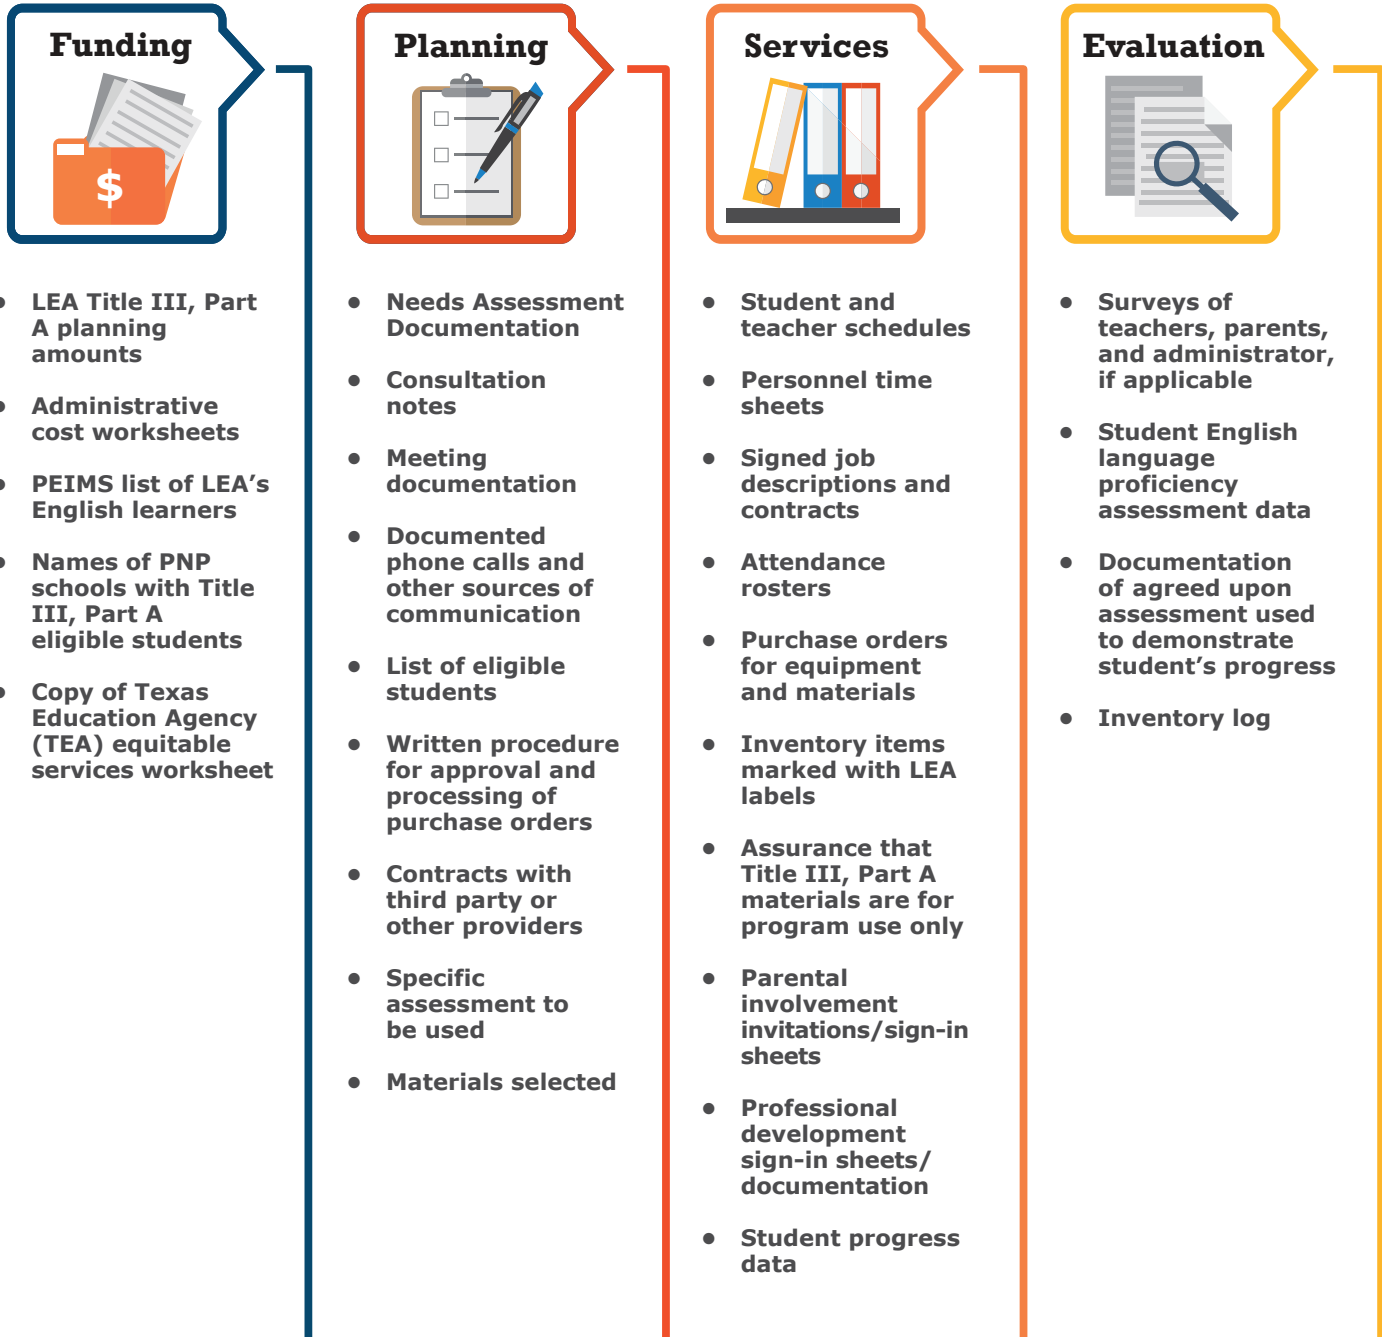 Funding
• LEA Title III, Part
A planning
amounts
• Administrative
cost worksheets
• PEIMS list of LEA’s
English learners
• Names of PNP
schools with Title
III, Part A
eligible students
• Copy of Texas
Education Agency
(TEA) equitable
services worksheet
Planning
• Needs Assessment
Documentation
• Consultation
notes
• Meeting
documentation
• Documented
phone calls and
other sources of
communication
• List of eligible
students
• Written procedure
for approval and
processing of
purchase orders
• Contracts with
third party or
other providers
• Specific
assessment to
be used
• Materials selected
Services
• Student and
teacher schedules
• Personnel time
sheets
• Signed job
descriptions and
contracts
• Attendance
rosters
• Purchase orders
for equipment
and materials
• Inventory items
marked with LEA
labels
• Assurance that
Title III, Part A
materials are for
program use only
• Parental
involvement
invitations/sign-in
sheets
• Professional
development
sign-in sheets/
documentation
• Student progress
data
Evaluation
• Surveys of
teachers, parents,
and administrator,
if applicable
• Student English
language
proficiency
assessment data
• Documentation
of agreed upon
assessment used
to demonstrate
student’s progress
• Inventory log
$